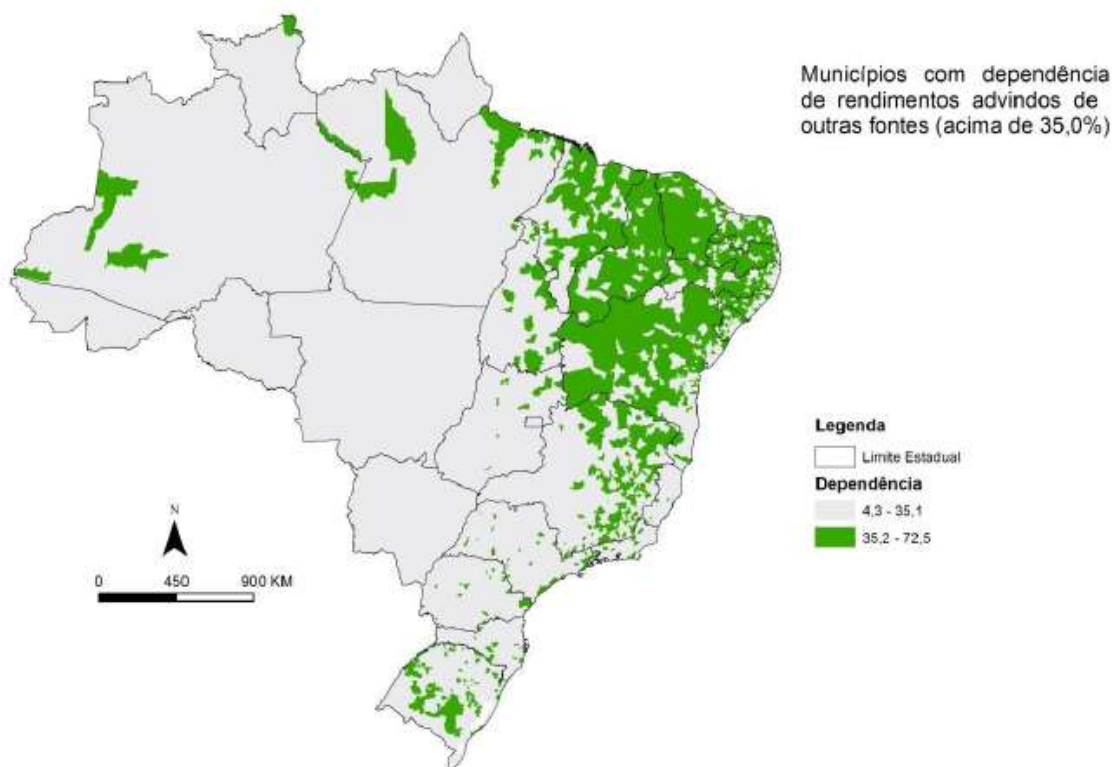 Municípios com dependência
de rendimentos advindos de
outras fontes (acima de 35,0%)
Legenda
Limite Estadual
Dependência
4,3 - 35,1
35,2 - 72,5
N
0 450 900 KM